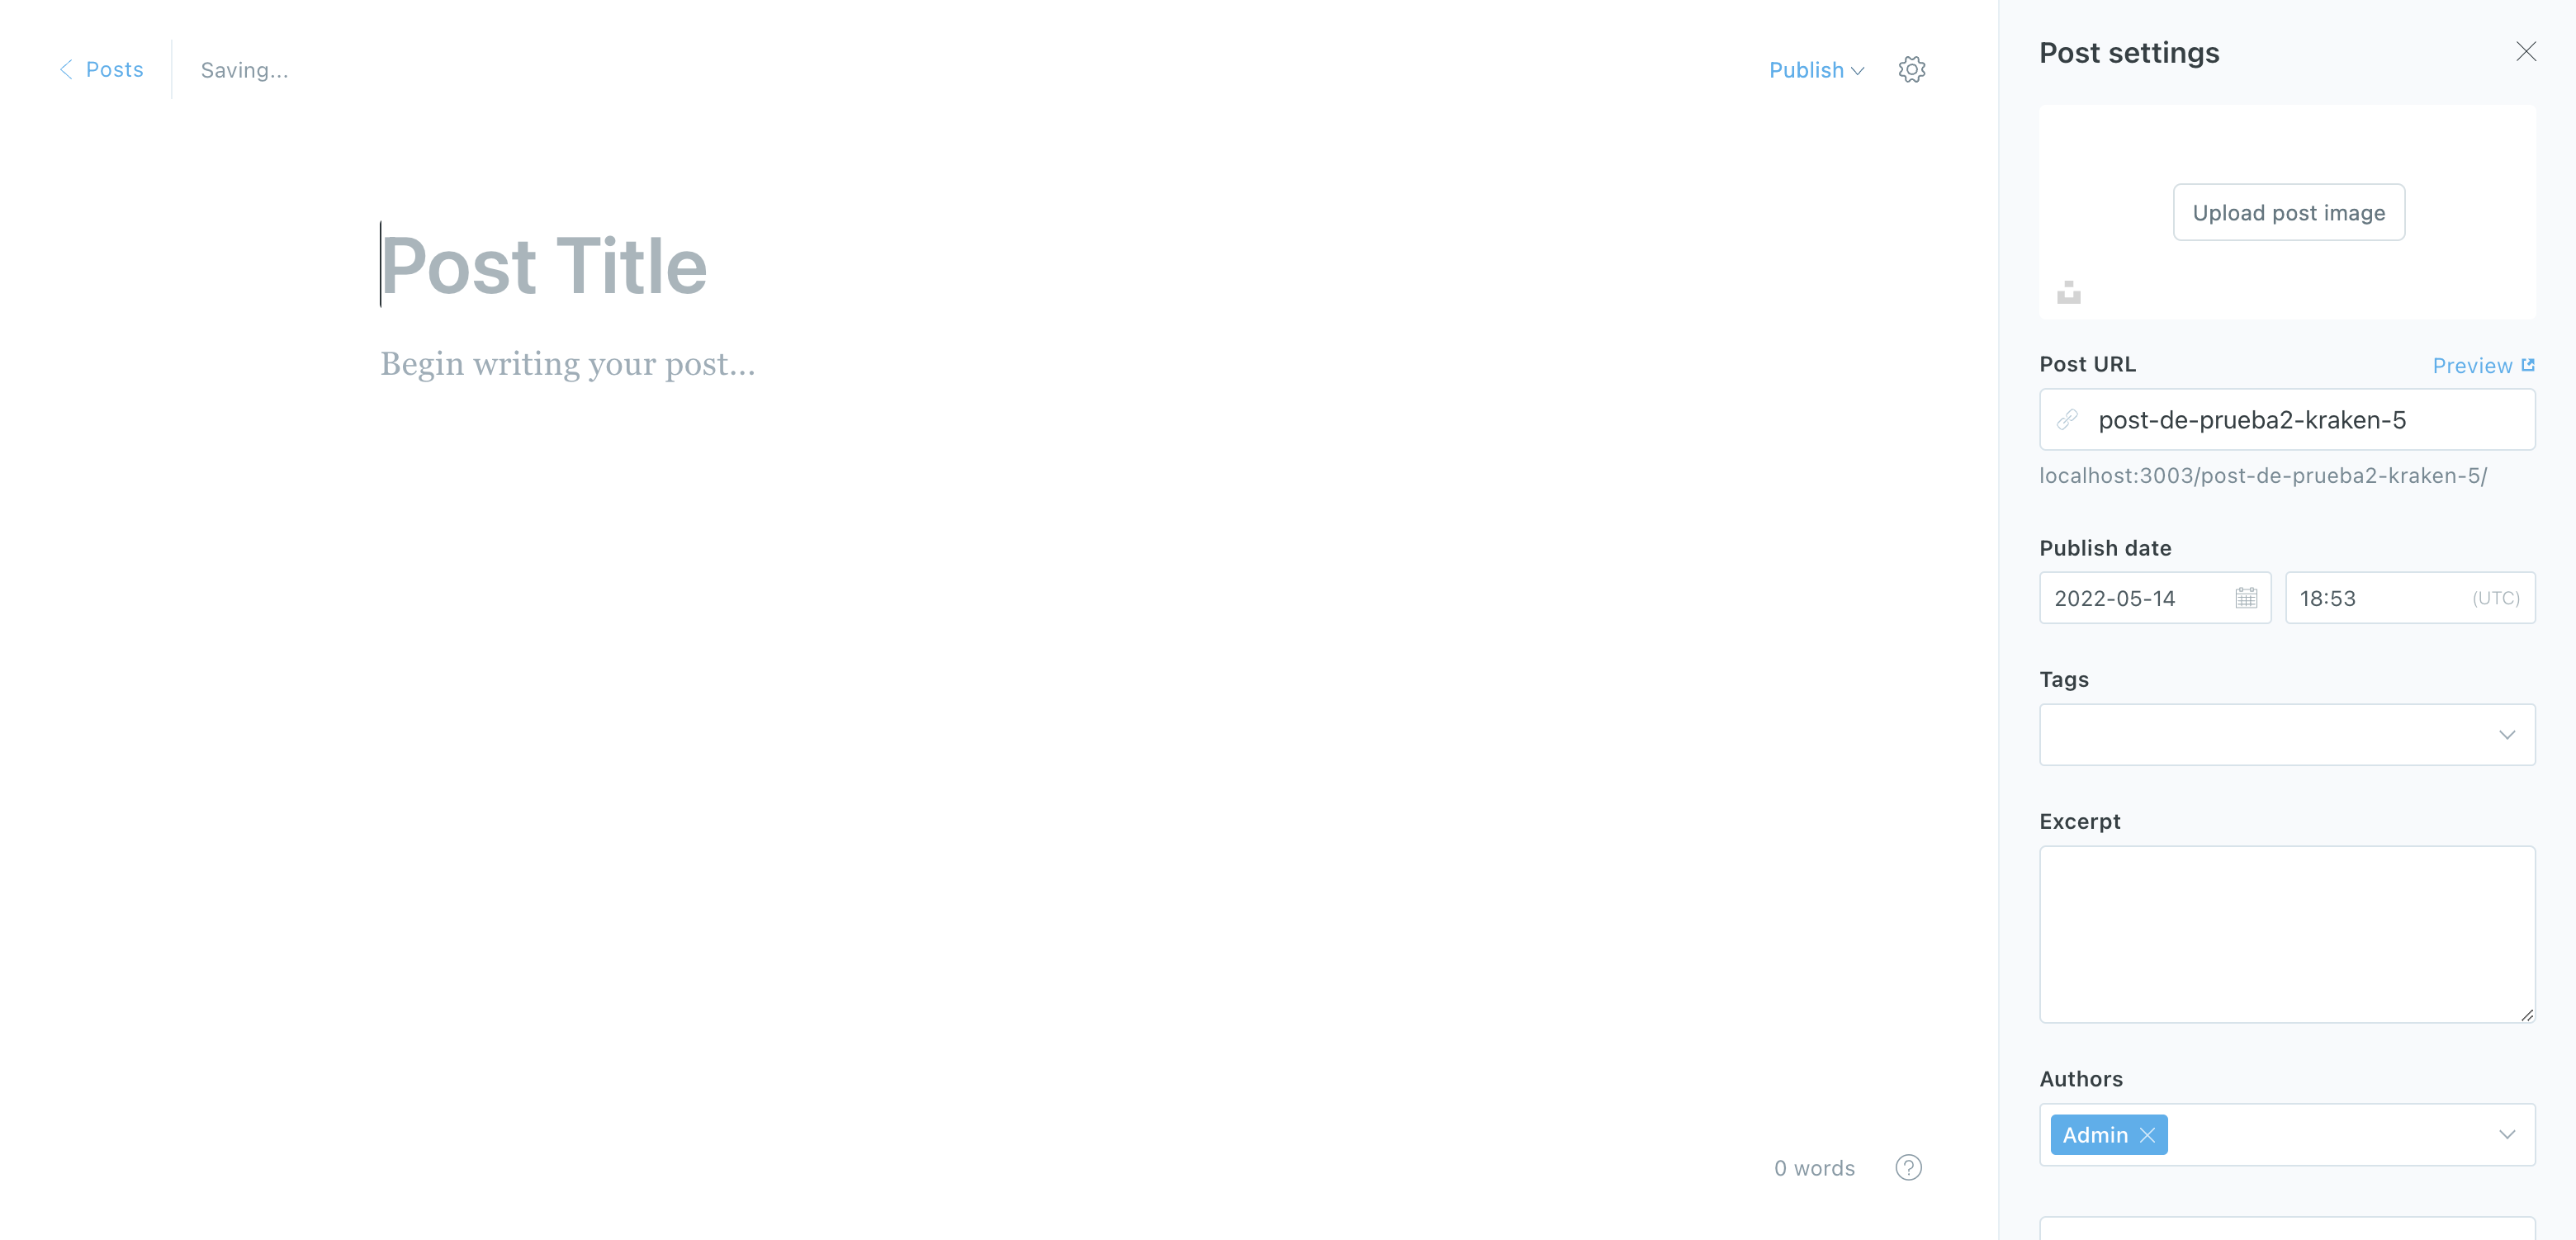 Posts
Saving...
Publish
Post Title
Begin writing your post...
0 words
?
Post settings
Upload post image
Post URL
Preview
post-de-prueba2-kraken-5
localhost:3003/post-de-prueba2-kraken-5/
Publish date
2022-05-14
18:53 (UTC)
Tags
Excerpt
Authors
Admin